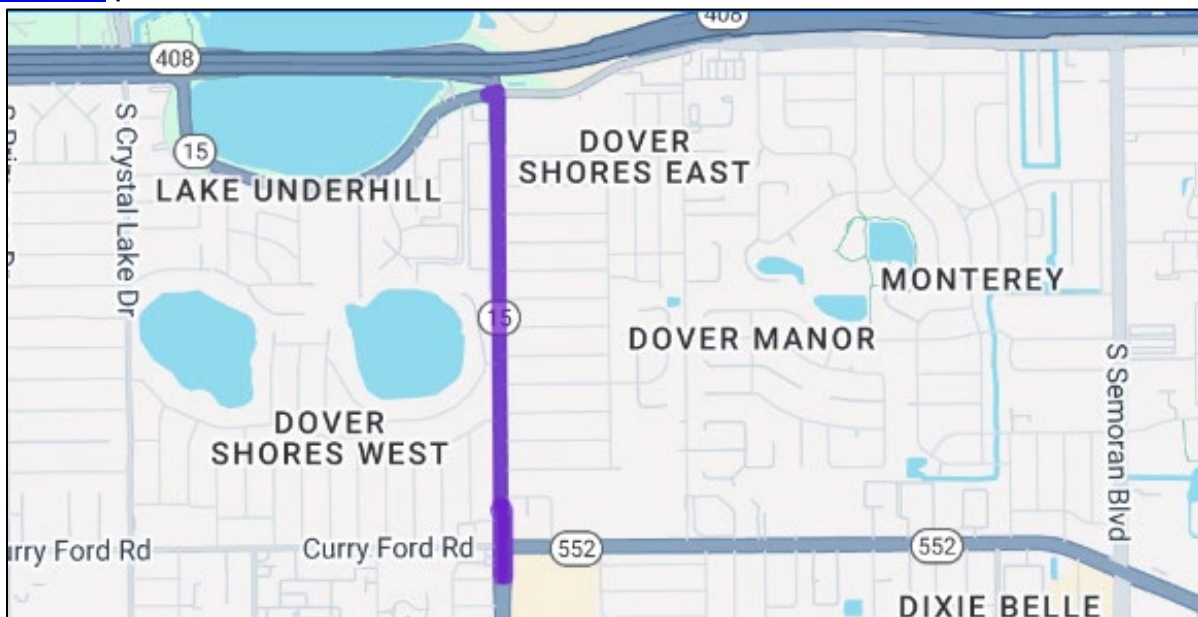 408
408
S Crystal Lake Dr
15
DOVER
SHORES EAST
LAKE UNDERHILL
MONTEREY
15
DOVER MANOR
S Semoran Blvd
DOVER
SHORES WEST
urry Ford Rd
Curry Ford Rd
552
552
DIXIE BELLE